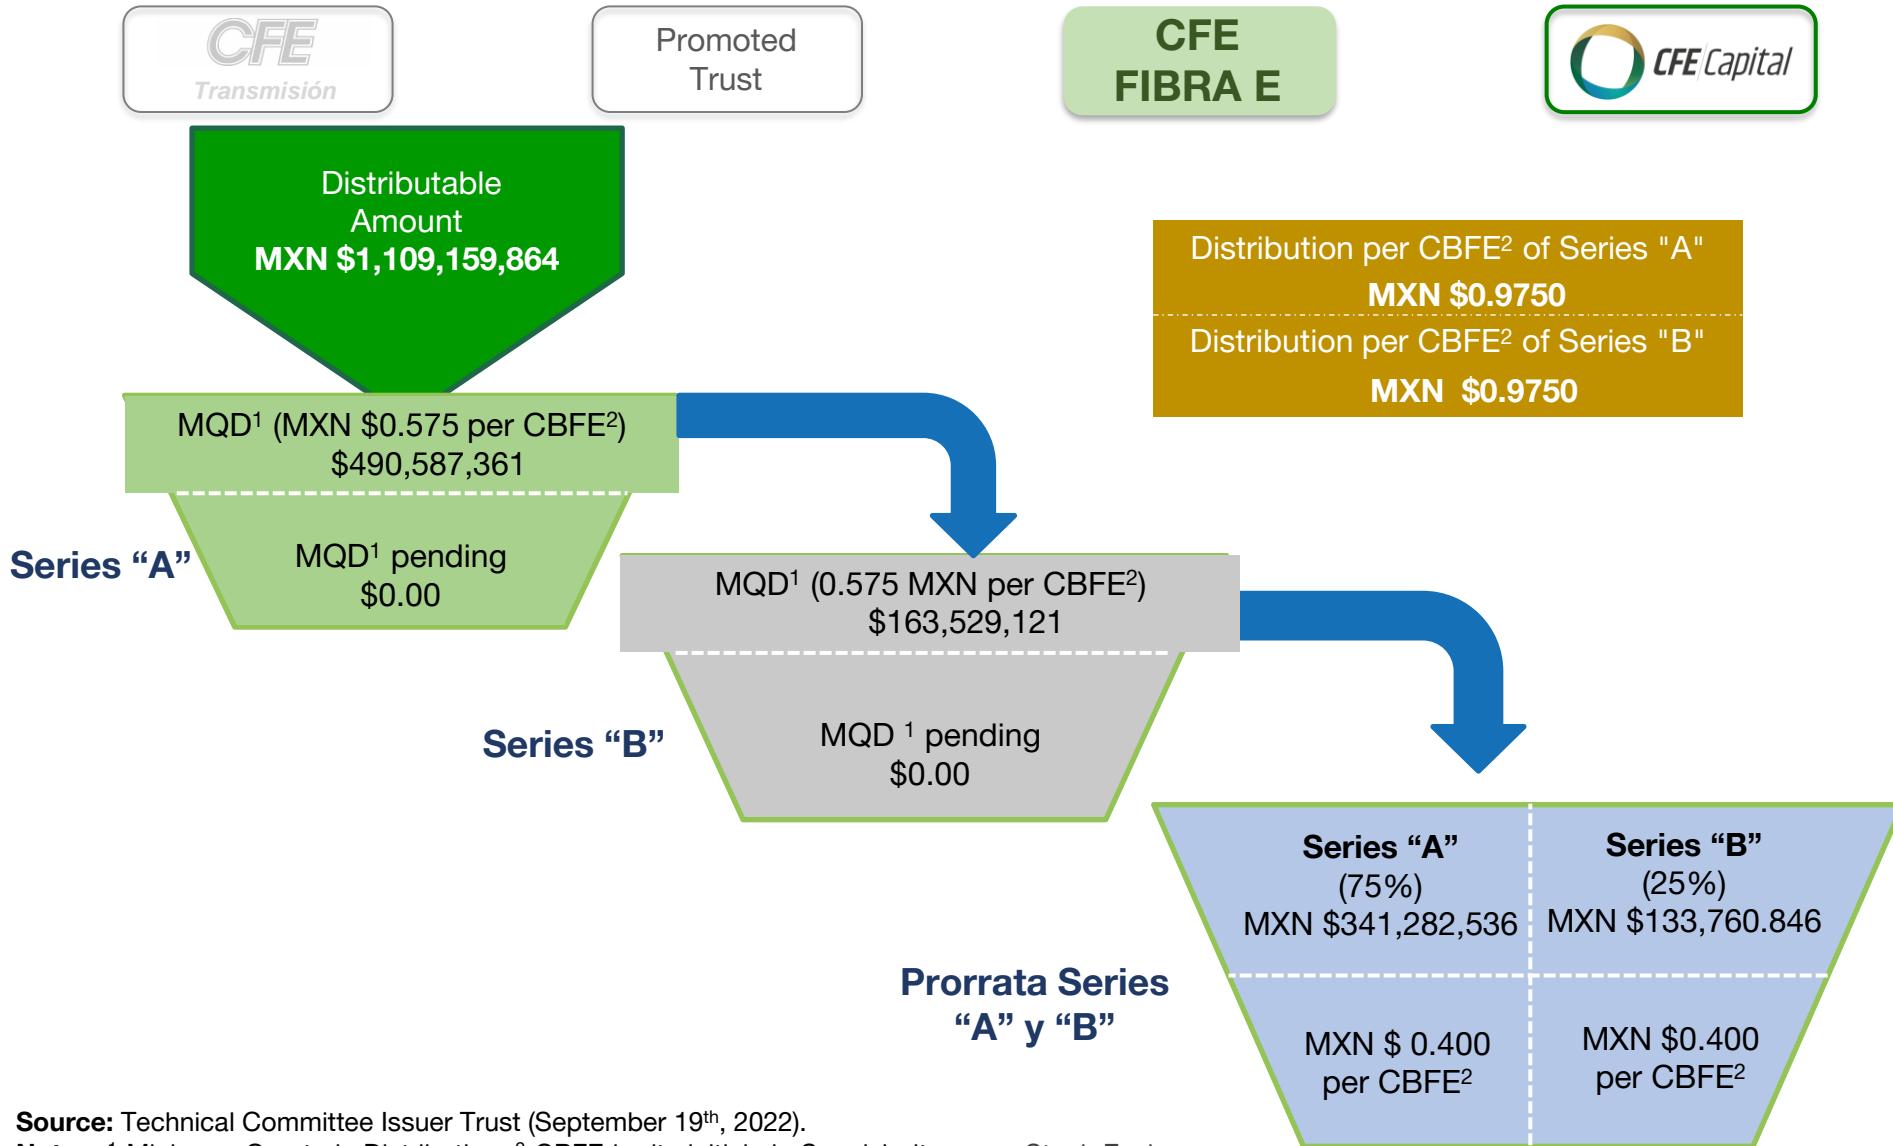 CFE
Transmisión
Promoted
Trust
CFE
FIBRA E
CFE Capital
Distributable
Amount
MXN $1,109,159,864
Distribution per CBFE² of Series "A"
MXN $0.9750
Distribution per CBFE² of Series "B"
MXN $0.9750
MQD¹ (MXN $0.575 per CBFE²)
$490,587,361
Series “A”
MQD¹ pending
$0.00
MQD¹ (0.575 MXN per CBFE²)
$163,529,121
Series “B”
MQD ¹ pending
$0.00
Series “A”
(75%)
MXN $341,282,536
Series “B”
(25%)
MXN $133,760.846
Prorrata Series
“A” y “B”
MXN $ 0.400
per CBFE²
MXN $0.400
per CBFE²
Source: Technical Committee Issuer Trust (September 19th, 2022).